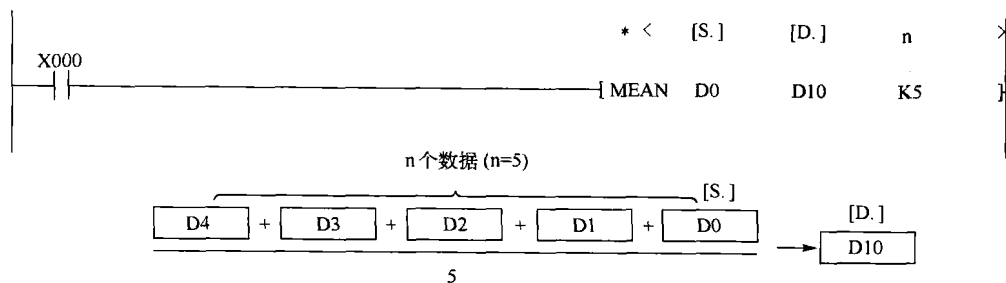 * < [S.] [D.] n >
X000
[ MEAN D0 D10 K5 ]
n个数据 (n=5)
[S.]
D4 + D3 + D2 + D1 + D0
[D.]
D10
5